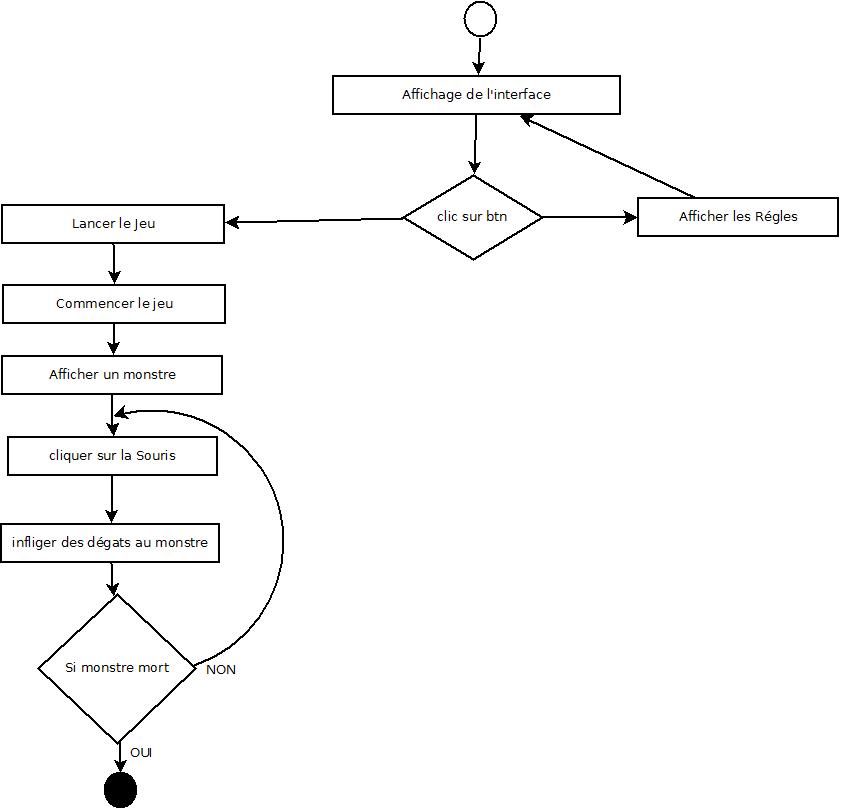 Affichage de l'interface
clic sur btn
Afficher les Régles
Lancer le Jeu
Commencer le jeu
Afficher un monstre
cliquer sur la Souris
infliger des dégats au monstre
Si monstre mort
NON
OUI